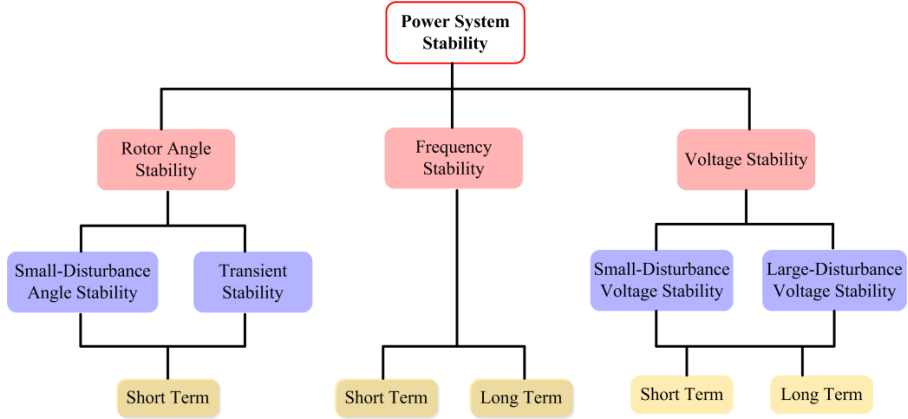 Power System
Stability
Rotor Angle
Stability
Frequency
Stability
Voltage Stability
Small-Disturbance
Angle Stability
Transient
Stability
Small-Disturbance
Voltage Stability
Large-Disturbance
Voltage Stability
Short Term
Short Term
Long Term
Short Term
Long Term